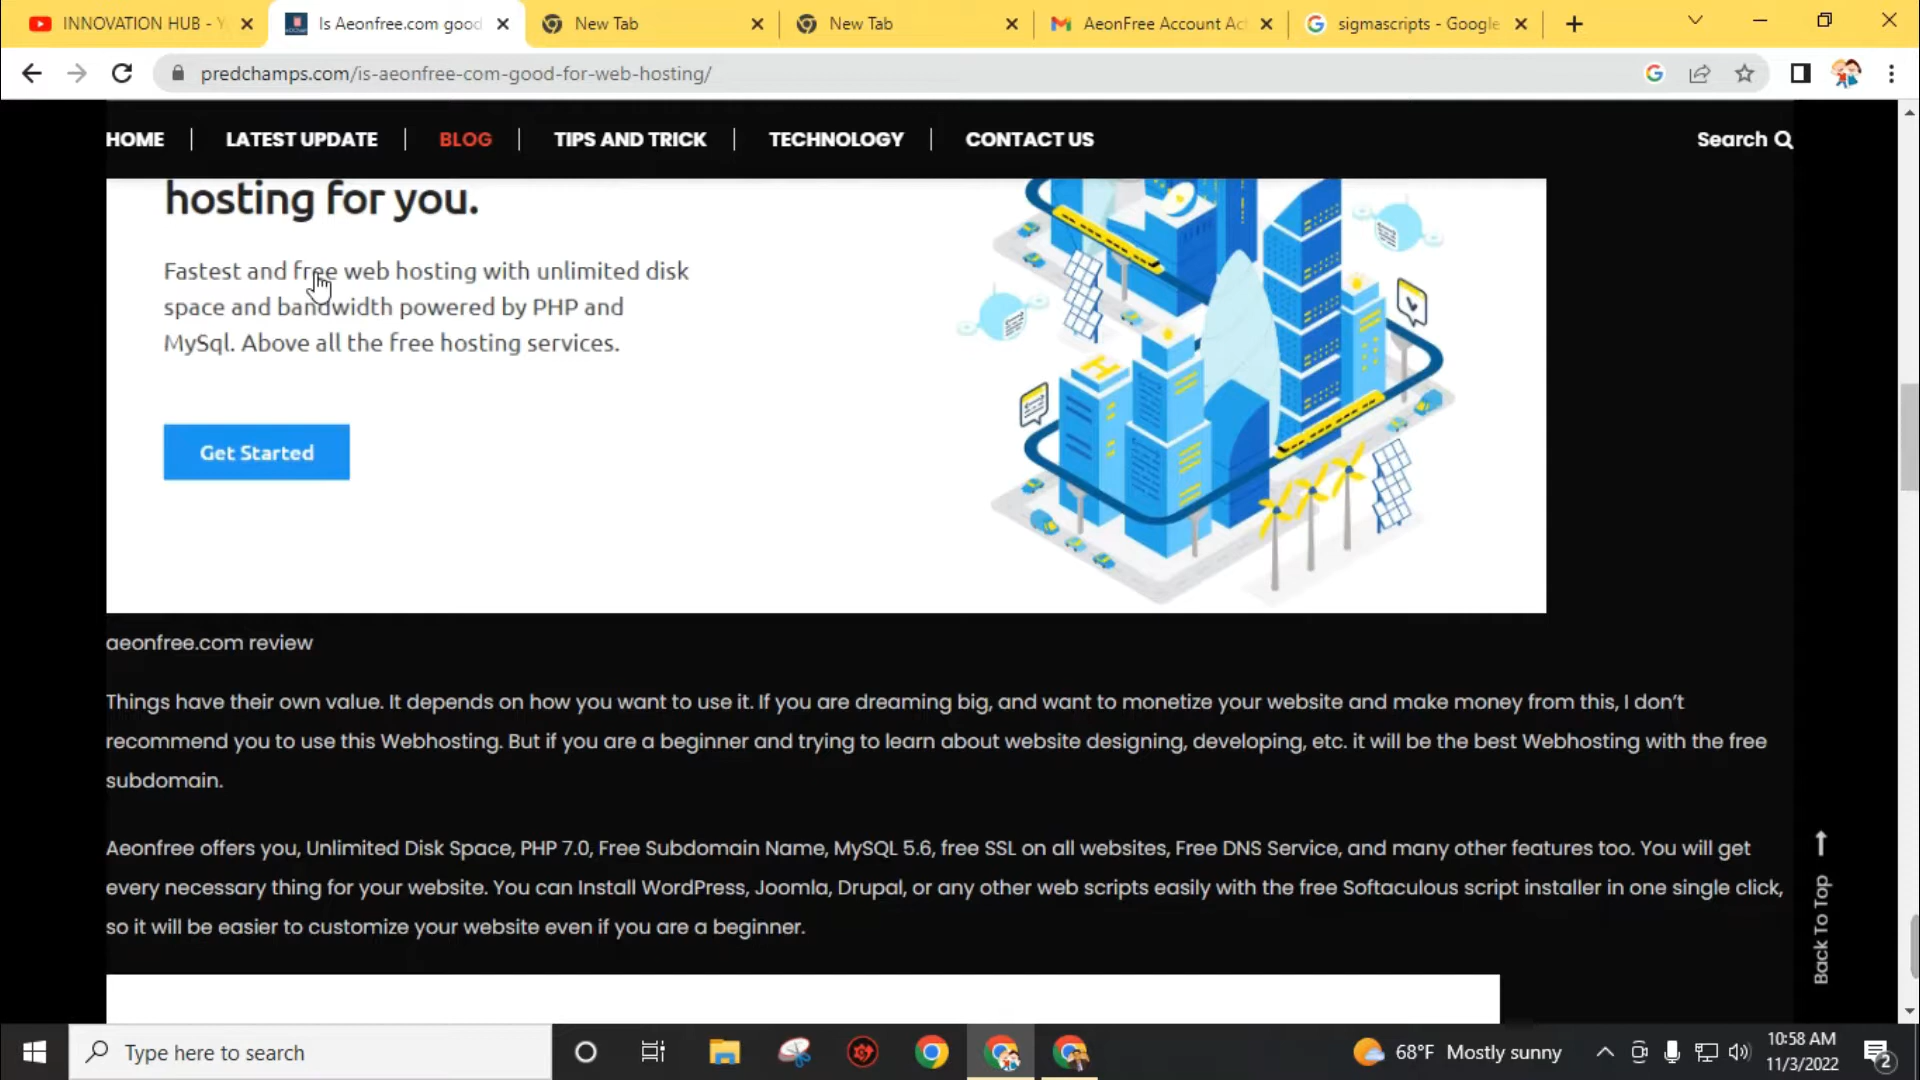 INNOVATION HUB - Y
Is Aeonfree.com good
New Tab
New Tab
AeonFree Account Act
sigmascripts - Google
predchamps.com/is-aeonfree-com-good-for-web-hosting/
HOME
LATEST UPDATE
BLOG
TIPS AND TRICK
TECHNOLOGY
CONTACT US
Search
hosting for you.
Fastest and free web hosting with unlimited disk
space and bandwidth powered by PHP and
MySql. Above all the free hosting services.
Get Started
H
aeonfree.com review
Things have their own value. It depends on how you want to use it. If you are dreaming big, and want to monetize your website and make money from this, I don’t
recommend you to use this Webhosting. But if you are a beginner and trying to learn about website designing, developing, etc. it will be the best Webhosting with the free
subdomain.
Aeonfree offers you, Unlimited Disk Space, PHP 7.0, Free Subdomain Name, MySQL 5.6, free SSL on all websites, Free DNS Service, and many other features too. You will get
every necessary thing for your website. You can Install WordPress, Joomla, Drupal, or any other web scripts easily with the free Softaculous script installer in one single click,
so it will be easier to customize your website even if you are a beginner.
Back To Top
Type here to search
68°F Mostly sunny
10:58 AM
11/3/2022
2